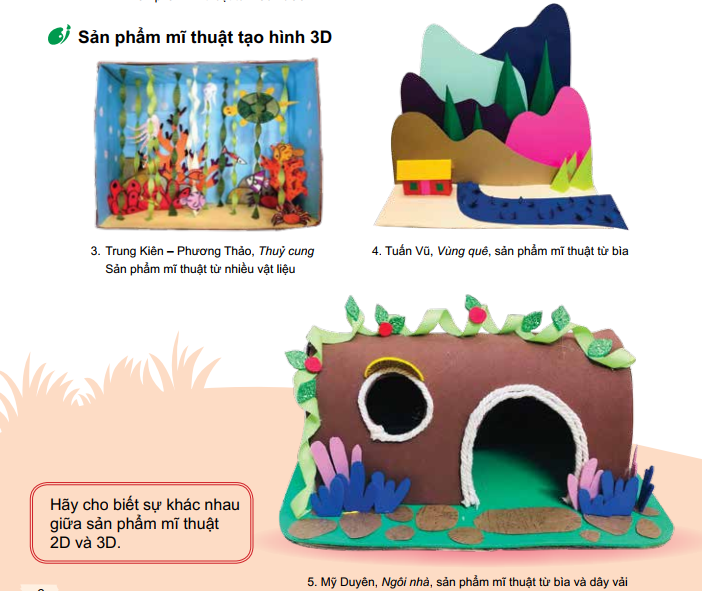 Sản phẩm mĩ thuật tạo hình 3D
3. Trung Kiên – Phương Thảo, Thuỷ cung
Sản phẩm mĩ thuật từ nhiều vật liệu
4. Tuấn Vũ, Vùng quê, sản phẩm mĩ thuật từ bìa
Hãy cho biết sự khác nhau
giữa sản phẩm mĩ thuật
2D và 3D.
5. Mỹ Duyên, Ngôi nhà, sản phẩm mĩ thuật từ bìa và dây vải